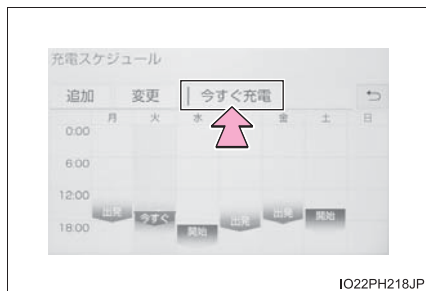 充電スケジュール
追加 変更 今すぐ充電
月 火 水 金 土 日
0:00
6:00
12:00
18:00
出発 今すぐ 開始 出発 出発 開始
IO22PH218JP